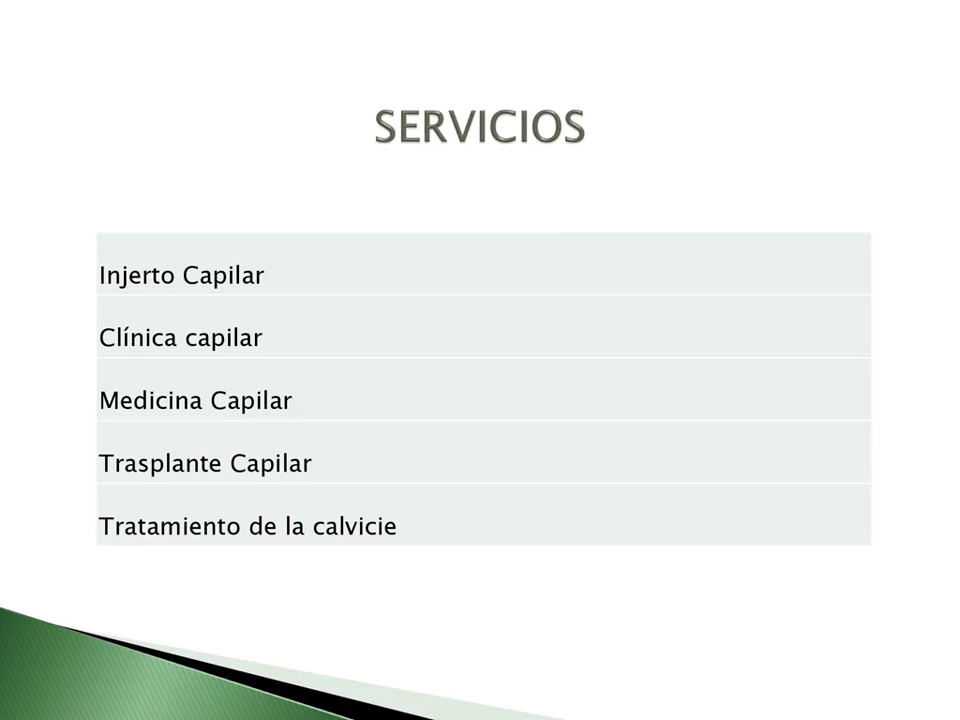 SERVICIOS
Injerto Capilar
Clínica capilar
Medicina Capilar
Trasplante Capilar
Tratamiento de la calvicie